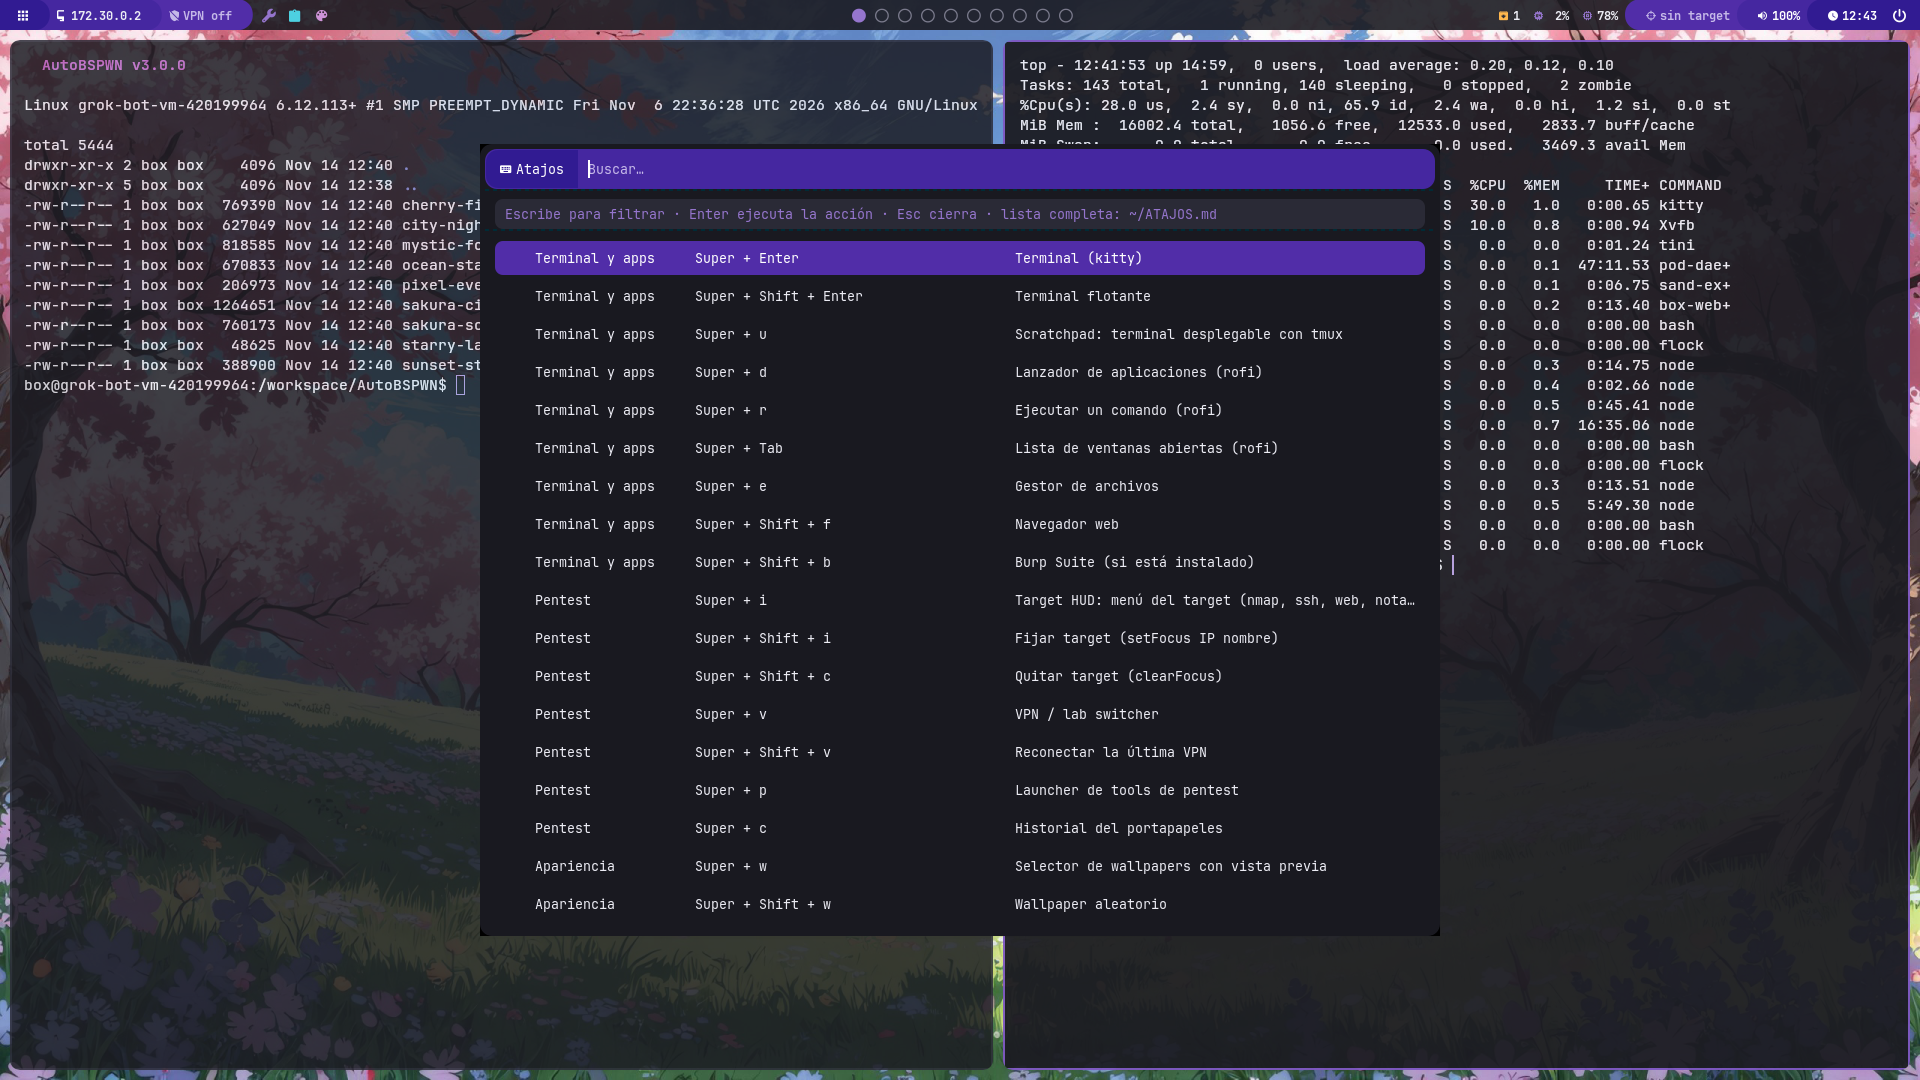 172.30.0.2 VPN off 1 2% 78% sin target 100% 12:43
AutoBSPWN v3.0.0
Linux grok-bot-vm-420199964 6.12.113+ #1 SMP PREEMPT_DYNAMIC Fri Nov  6 22:36:28 UTC 2026 x86_64 GNU/Linux
total 5444
drwxr-xr-x 2 box box    4096 Nov 14 12:40 .
drwxr-xr-x 5 box box    4096 Nov 14 12:38 ..
-rw-r--r-- 1 box box  769390 Nov 14 12:40 cherry-fi
-rw-r--r-- 1 box box  627049 Nov 14 12:40 city-nigh
-rw-r--r-- 1 box box  818585 Nov 14 12:40 mystic-fo
-rw-r--r-- 1 box box  670833 Nov 14 12:40 ocean-sta
-rw-r--r-- 1 box box  206973 Nov 14 12:40 pixel-eve
-rw-r--r-- 1 box box 1264651 Nov 14 12:40 sakura-ci
-rw-r--r-- 1 box box  760173 Nov 14 12:40 sakura-sc
-rw-r--r-- 1 box box   48625 Nov 14 12:40 starry-la
-rw-r--r-- 1 box box  388900 Nov 14 12:40 sunset-st
box@grok-bot-vm-420199964:/workspace/AutoBSPWN$
Atajos Buscar…
Escribe para filtrar · Enter ejecuta la acción · Esc cierra · lista completa: ~/ATAJOS.md
Terminal y apps Super + Enter Terminal (kitty)
Terminal y apps Super + Shift + Enter Terminal flotante
Terminal y apps Super + u Scratchpad: terminal desplegable con tmux
Terminal y apps Super + d Lanzador de aplicaciones (rofi)
Terminal y apps Super + r Ejecutar un comando (rofi)
Terminal y apps Super + Tab Lista de ventanas abiertas (rofi)
Terminal y apps Super + e Gestor de archivos
Terminal y apps Super + Shift + f Navegador web
Terminal y apps Super + Shift + b Burp Suite (si está instalado)
Pentest Super + i Target HUD: menú del target (nmap, ssh, web, nota…
Pentest Super + Shift + i Fijar target (setFocus IP nombre)
Pentest Super + Shift + c Quitar target (clearFocus)
Pentest Super + v VPN / lab switcher
Pentest Super + Shift + v Reconectar la última VPN
Pentest Super + p Launcher de tools de pentest
Pentest Super + c Historial del portapapeles
Apariencia Super + w Selector de wallpapers con vista previa
Apariencia Super + Shift + w Wallpaper aleatorio
top - 12:41:53 up 14:59,  0 users,  load average: 0.20, 0.12, 0.10
Tasks: 143 total,   1 running, 140 sleeping,   0 stopped,   2 zombie
%Cpu(s): 28.0 us,  2.4 sy,  0.0 ni, 65.9 id,  2.4 wa,  0.0 hi,  1.2 si,  0.0 st
MiB Mem :  16002.4 total,   1056.6 free,  12533.0 used,   2833.7 buff/cache
MiB Swap: 0.0 total, 0.0 free, 0.0 used.   3469.3 avail Mem
S  %CPU  %MEM     TIME+ COMMAND
S  30.0   1.0   0:00.65 kitty
S  10.0   0.8   0:00.94 Xvfb
S   0.0   0.0   0:01.24 tini
S   0.0   0.1  47:11.53 pod-dae+
S   0.0   0.1   0:06.75 sand-ex+
S   0.0   0.2   0:13.40 box-web+
S   0.0   0.0   0:00.00 bash
S   0.0   0.0   0:00.00 flock
S   0.0   0.3   0:14.75 node
S   0.0   0.4   0:02.66 node
S   0.0   0.5   0:45.41 node
S   0.0   0.7  16:35.06 node
S   0.0   0.0   0:00.00 bash
S   0.0   0.0   0:00.00 flock
S   0.0   0.3   0:13.51 node
S   0.0   0.5   5:49.30 node
S   0.0   0.0   0:00.00 bash
S   0.0   0.0   0:00.00 flock
$